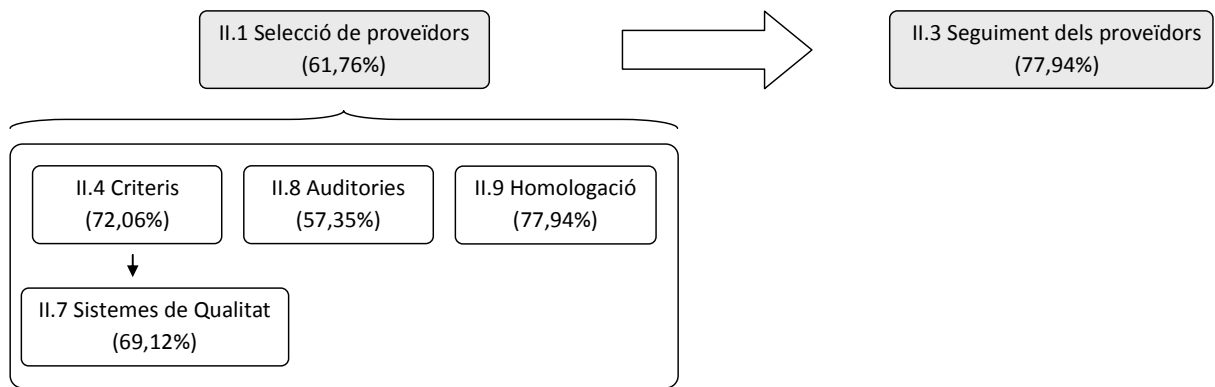 II.1 Selecció de proveïdors
(61,76%)
II.3 Seguiment dels proveïdors
(77,94%)
II.4 Criteris
(72,06%)
II.8 Auditories
(57,35%)
II.9 Homologació
(77,94%)
II.7 Sistemes de Qualitat
(69,12%)